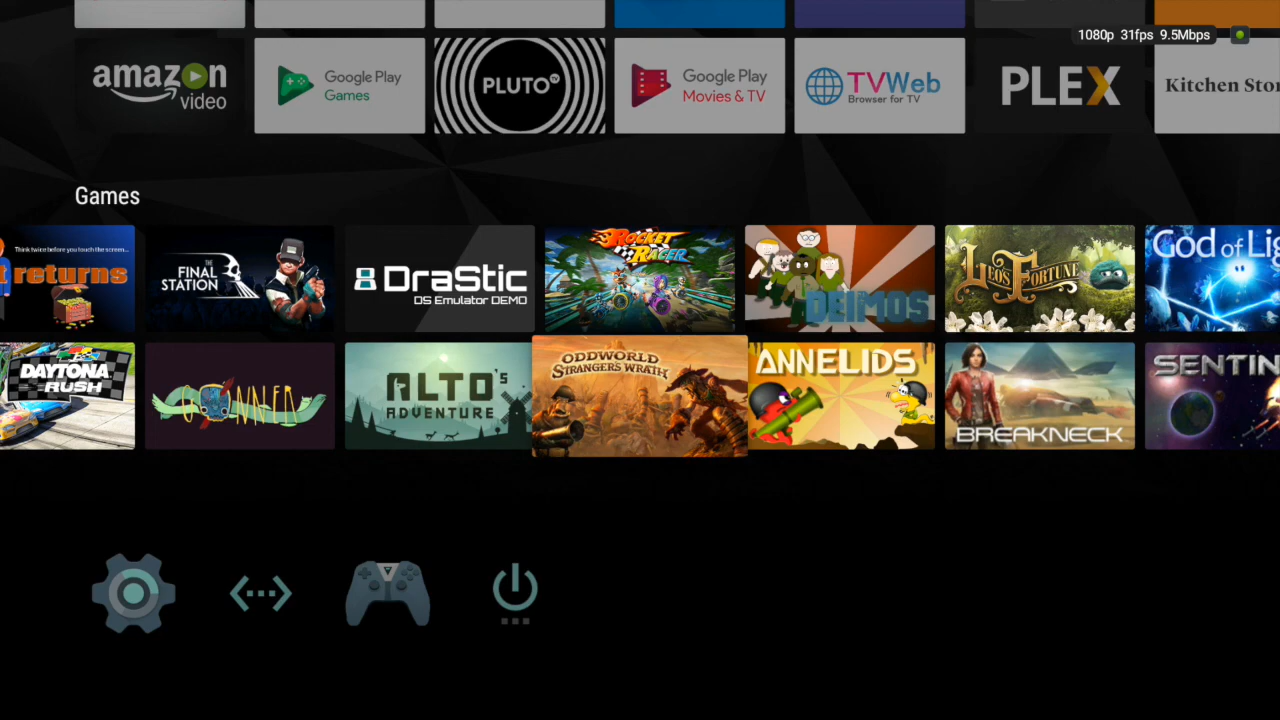 1080p 31fps 9.5Mbps
amazon
video
Google Play
Games
PLUTO TV
Google Play
Movies & TV
TVWeb
Browser for TV
PLEX
Kitchen Stor
Games
Think twice before you touch the screen...
t returns
THE
FINAL
STATION
DraStic
DS Emulator DEMO
ROCKET
RACER
DEIMOS
LEO'S FORTUNE
GOD OF LIG
DAYTONA
RUSH
GONNER
ALTO'S
ADVENTURE
ODDWORLD
STRANGERS WRATH
ANNELIDS
BREAKNECK
SENTIN